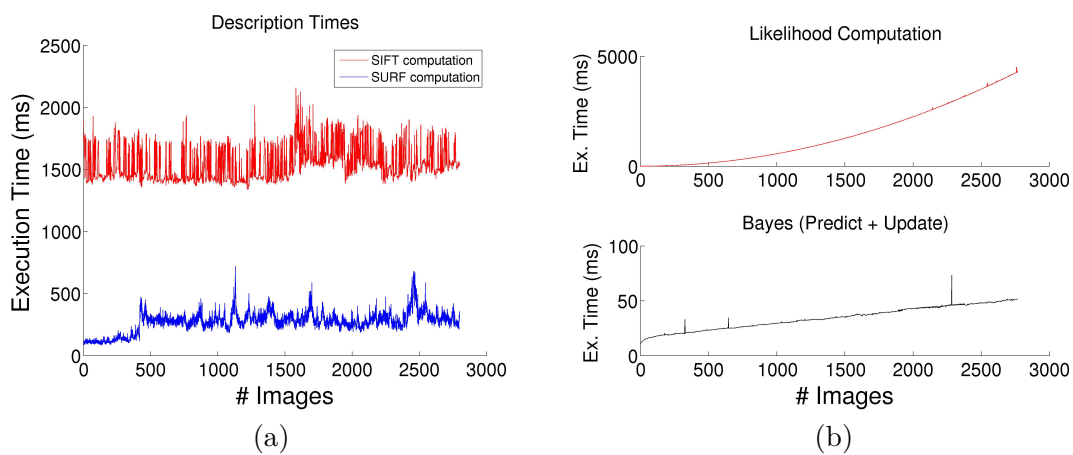 Description Times
2500
2000
1500
1000
500
0
Execution Time (ms)
SIFT computation
SURF computation
0 500 1000 1500 2000 2500 3000
# Images
(a)
Likelihood Computation
5000
0
Ex. Time (ms)
0 500 1000 1500 2000 2500 3000
Bayes (Predict + Update)
100
50
0
Ex. Time (ms)
0 500 1000 1500 2000 2500 3000
# Images
(b)